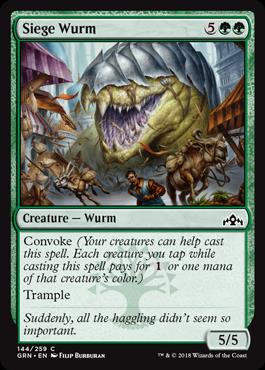 Siege Wurm 5
Creature — Wurm
Convoke (Your creatures can help cast
this spell. Each creature you tap while
casting this spell pays for 1 or one mana
of that creature's color.)
Trample
Suddenly, all the haggling didn't seem so
important.
5/5
144/259 C
GRN • EN Filip Burburan
™ & © 2018 Wizards of the Coast